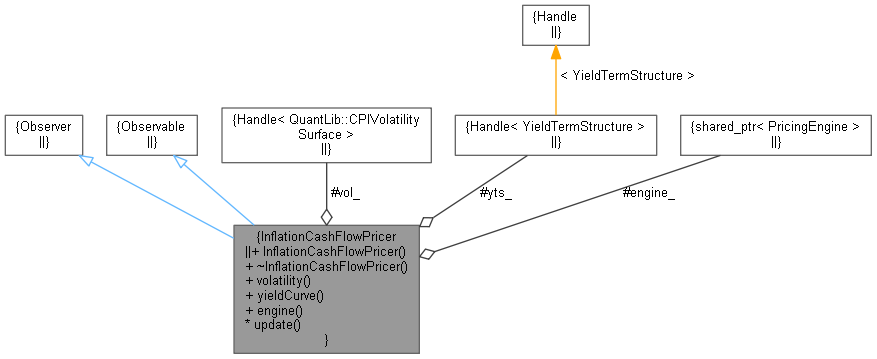 {Handle
||}
< YieldTermStructure >
{Observer
||}
{Observable
||}
{Handle< QuantLib::CPIVolatility
Surface >
||}
{Handle< YieldTermStructure >
||}
{shared_ptr< PricingEngine >
||}
#vol_
#yts_
#engine_
{InflationCashFlowPricer
||+ InflationCashFlowPricer()
+ ~InflationCashFlowPricer()
+ volatility()
+ yieldCurve()
+ engine()
* update()
}